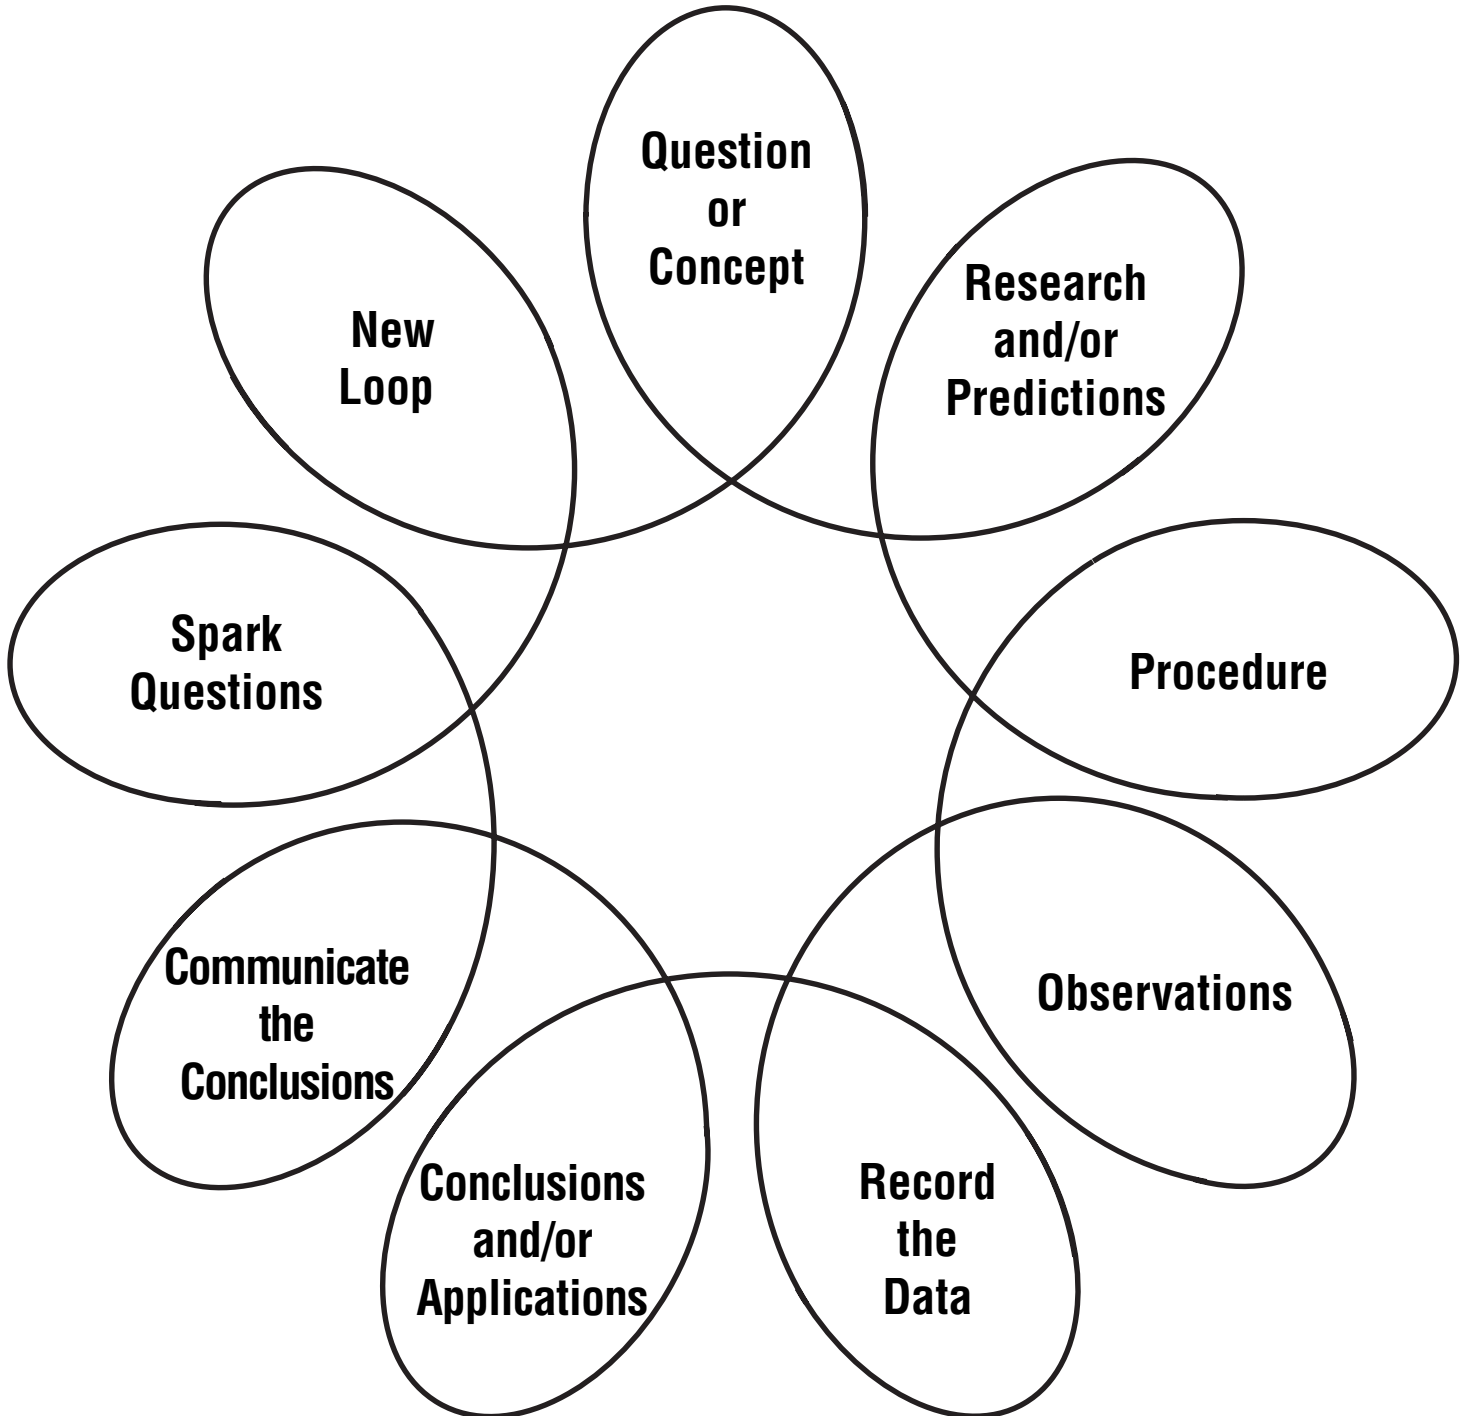 Question
or
Concept
Research
and/or
Predictions
Procedure
Observations
Record
the
Data
Conclusions
and/or
Applications
Communicate
the
Conclusions
Spark
Questions
New
Loop